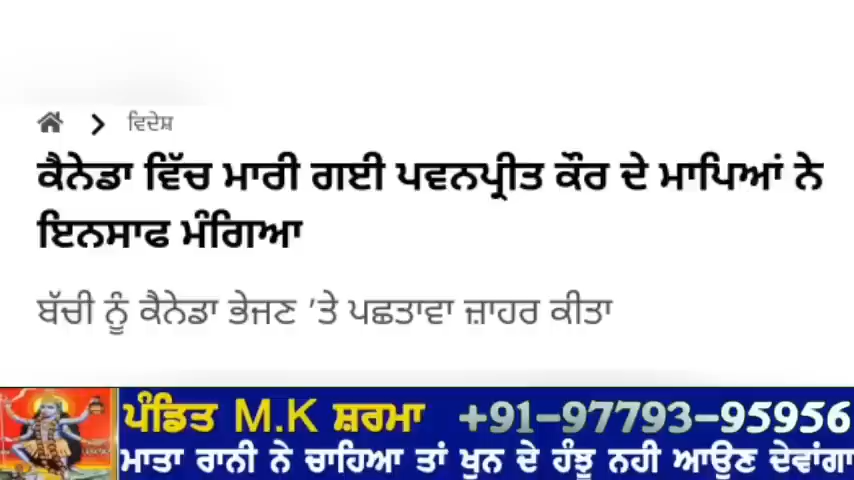 ਵਿਦੇਸ਼
ਕੈਨੇਡਾ ਵਿੱਚ ਮਾਰੀ ਗਈ ਪਵਨਪ੍ਰੀਤ ਕੌਰ ਦੇ ਮਾਪਿਆਂ ਨੇ
ਇਨਸਾਫ ਮੰਗਿਆ
ਬੱਚੀ ਨੂੰ ਕੈਨੇਡਾ ਭੇਜਣ ’ਤੇ ਪਛਤਾਵਾ ਜ਼ਾਹਰ ਕੀਤਾ
ਪੰਡਿਤ M.K ਸ਼ਰਮਾ +91-97793-95956
ਮਾਤਾ ਰਾਨੀ ਨੇ ਚਾਹਿਆ ਤਾਂ ਖੁਨ ਦੇ ਹੰਝੂ ਨਹੀ ਆਉਣ ਦੇਵਾਂਗਾ